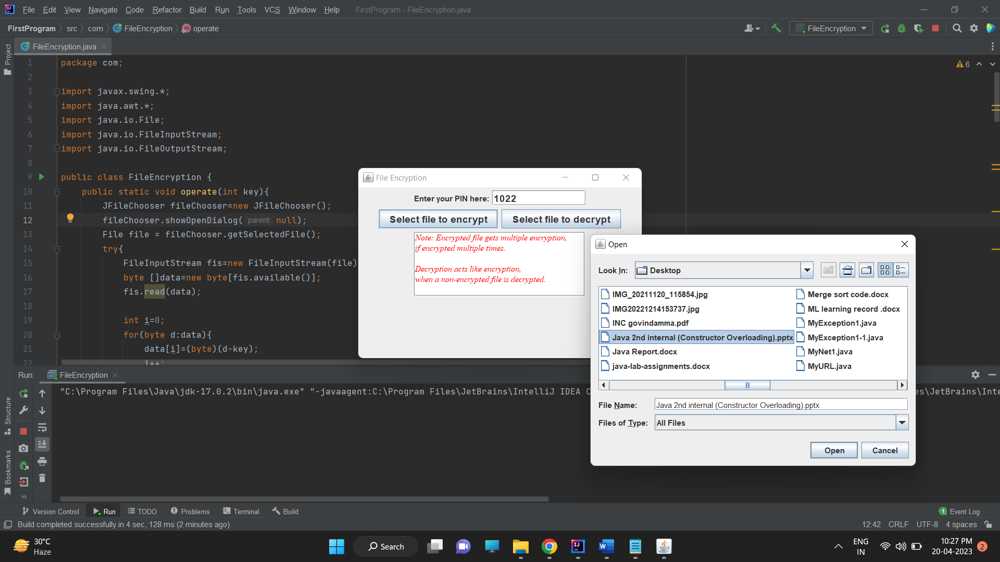 File Edit View Navigate Code Refactor Build Run Tools VCS Window Help FirstProgram - FileEncryption.java
FirstProgram src com FileEncryption operate FileEncryption
FileEncryption.java
Project
6
1 package com;
2
3 import javax.swing.*;
4 import java.awt.*;
5 import java.io.File;
6 import java.io.FileInputStream;
7 import java.io.FileOutputStream;
8
9 public class FileEncryption {
10 public static void operate(int key){
11 JFileChooser fileChooser=new JFileChooser();
12 fileChooser.showOpenDialog( parent: null);
13 File file = fileChooser.getSelectedFile();
14 try{
15 FileInputStream fis=new FileInputStream(file)
16 byte []data=new byte[fis.available()];
17 fis.read(data);
18
19 int i=0;
20 for(byte d:data){
21 data[i]=(byte)(d-key);
22 i++;
File Encryption
Enter your PIN here: 1022
Select file to encrypt Select file to decrypt
Note: Encrypted file gets multiple encryption,
if encrypted multiple times.
Decryption acts like encryption,
when a non-encrypted file is decrypted.
Open
Look In: Desktop
IMG_20211120_115854.jpg Merge sort code.docx
IMG20221214153737.jpg ML learning record .docx
INC govindamma.pdf MyException1.java
Java 2nd internal (Constructor Overloading).pptx MyException1-1.java
Java Report.docx MyNet1.java
java-lab-assignments.docx MyURL.java
File Name: Java 2nd internal (Constructor Overloading).pptx
Files of Type: All Files
Open Cancel
Run: FileEncryption
"C:\Program Files\Java\jdk-17.0.2\bin\java.exe" "-javaagent:C:\Program Files\JetBrains\IntelliJ IDEA C es\JetBrains\Inte
Structure
Bookmarks
Version Control Run TODO Problems Terminal Build 1 Event Log
Build completed successfully in 4 sec, 128 ms (2 minutes ago) 12:42 CRLF UTF-8 4 spaces
30°C
Haze
Search
ENG
IN
10:27 PM
20-04-2023
2